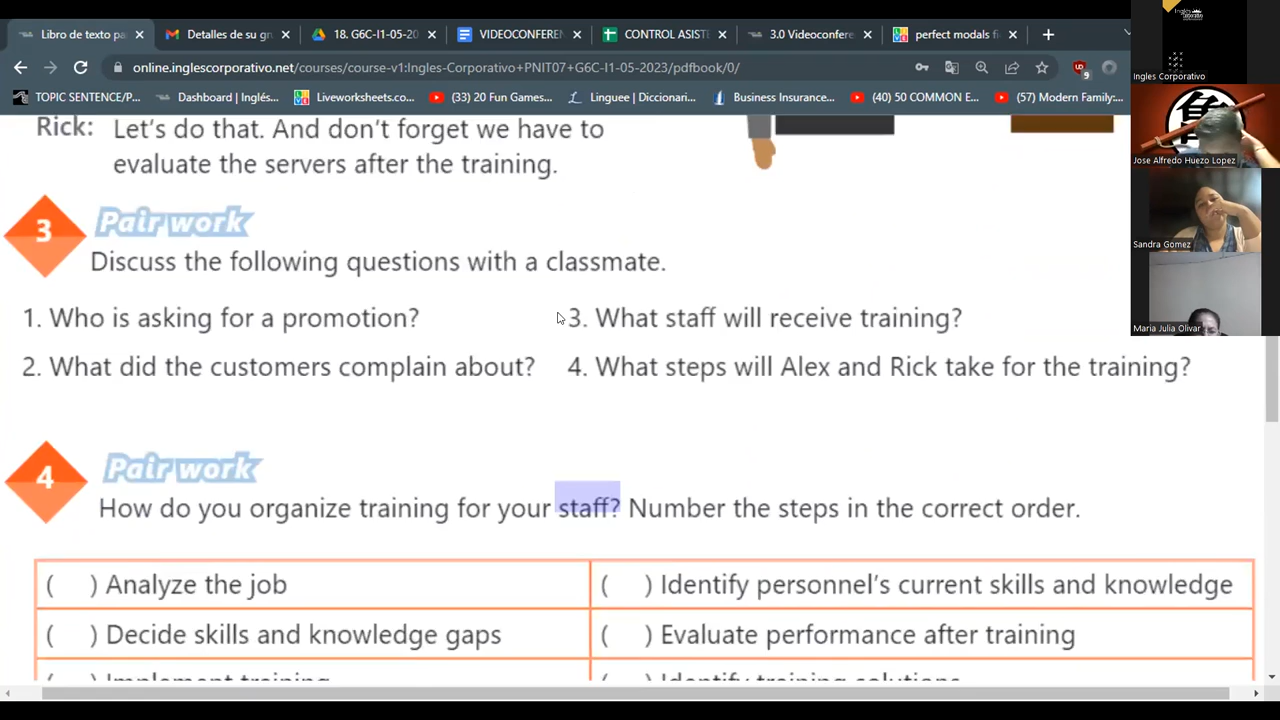 Libro de texto pa
Detalles de su gr
18. G6C-I1-05-20
VIDEOCONFEREN
CONTROL ASISTE
3.0 Videoconfere
perfect modals fi
online.inglescorporativo.net/courses/course-v1:Ingles-Corporativo+PNIT07+G6C-I1-05-2023/pdfbook/0/
9
TOPIC SENTENCE/P...
Dashboard | Inglés...
Liveworksheets.co...
(33) 20 Fun Games...
Linguee | Diccionari...
Business Insurance...
(40) 50 COMMON E...
(57) Modern Family:...
Ingles Corporativo
Jose Alfredo Huezo Lopez
Sandra Gomez
Maria Julia Olivar
Rick: Let's do that. And don't forget we have to
evaluate the servers after the training.
3 Pair work
Discuss the following questions with a classmate.
1. Who is asking for a promotion?
2. What did the customers complain about?
3. What staff will receive training?
4. What steps will Alex and Rick take for the training?
4 Pair work
How do you organize training for your staff? Number the steps in the correct order.
( ) Analyze the job
( ) Identify personnel's current skills and knowledge
( ) Decide skills and knowledge gaps
( ) Evaluate performance after training
( ) Implement training
( ) Identify training solutions